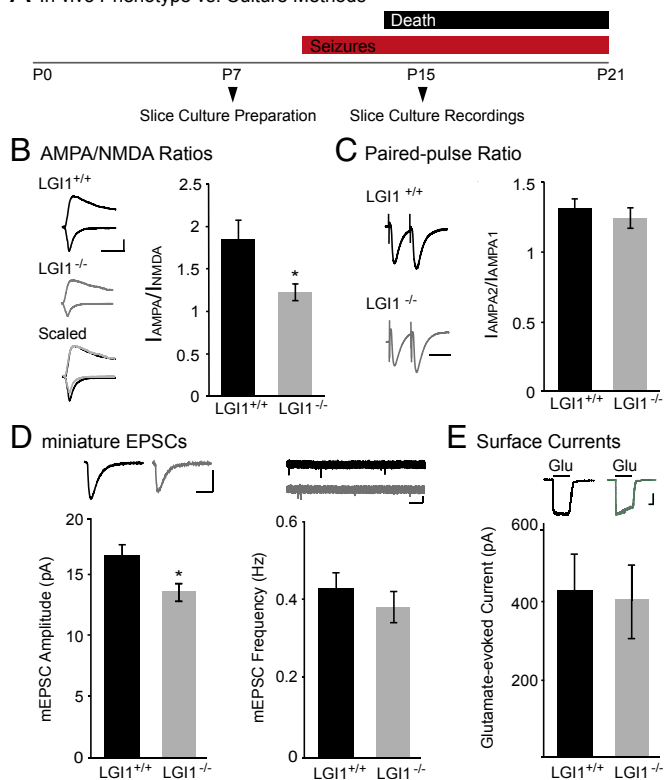 A In vivo Phenotype vs. Culture Methods
Death
Seizures
P0 P7 P15 P21
Slice Culture Preparation Slice Culture Recordings
B AMPA/NMDA Ratios
LGI1+/+
LGI1-/-
Scaled
IAMPA/INMDA
2.5
2
1.5
1
0.5
0
*
LGI1+/+ LGI1-/-
C Paired-pulse Ratio
LGI1 +/+
LGI1 -/-
IAMPA2/IAMPA1
1.5
1
0.5
0
LGI1+/+ LGI1-/-
D miniature EPSCs
mEPSC Amplitude (pA)
20
15
10
5
0
*
LGI1+/+ LGI1-/-
mEPSC Frequency (Hz)
0.6
0.4
0.2
0
LGI1+/+ LGI1-/-
E Surface Currents
Glu Glu
Glutamate-evoked Current (pA)
600
400
200
0
LGI1+/+ LGI1-/-